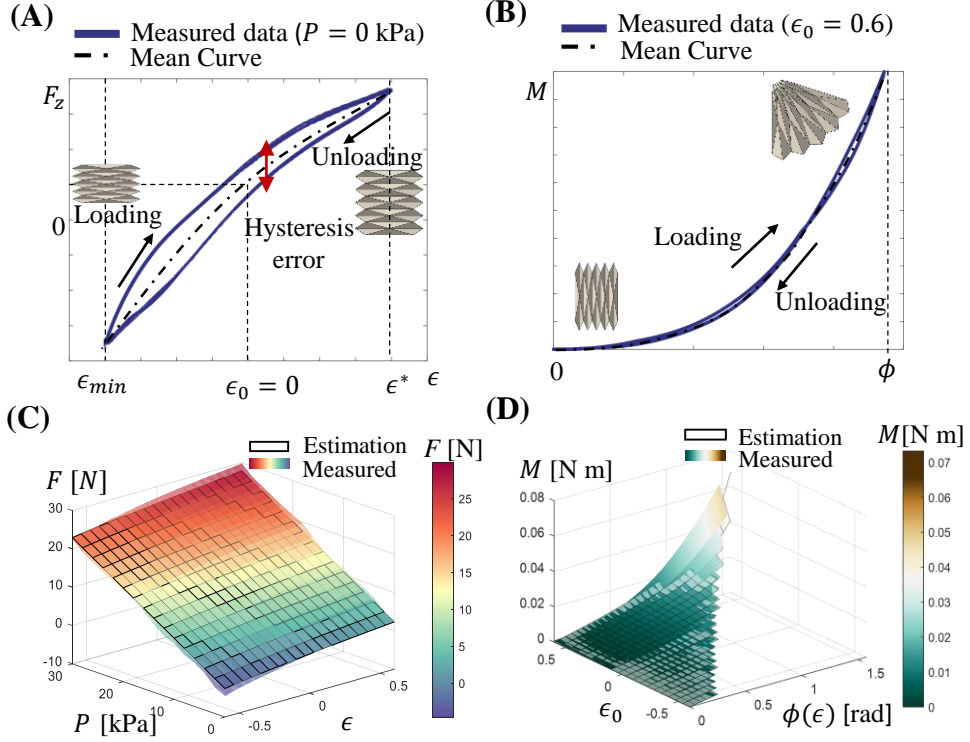 (A)
Measured data (P = 0 kPa)
Mean Curve
F_z
0
Loading
Unloading
Hysteresis
error
ϵ_min
ϵ_0 = 0
ϵ*
ϵ
(B)
Measured data (ϵ_0 = 0.6)
Mean Curve
M
Loading
Unloading
0
ϕ
(C)
Estimation
Measured
F [N]
F [N]
30
20
10
0
-10
30
20
10
0
P [kPa]
-0.5
0
0.5
ϵ
25
20
15
10
5
0
(D)
Estimation
Measured
M [N m]
M[N m]
0.08
0.06
0.04
0.02
0
0.5
0
-0.5
ϵ_0
0
0.5
1
1.5
ϕ(ϵ) [rad]
0.07
0.06
0.05
0.04
0.03
0.02
0.01
0